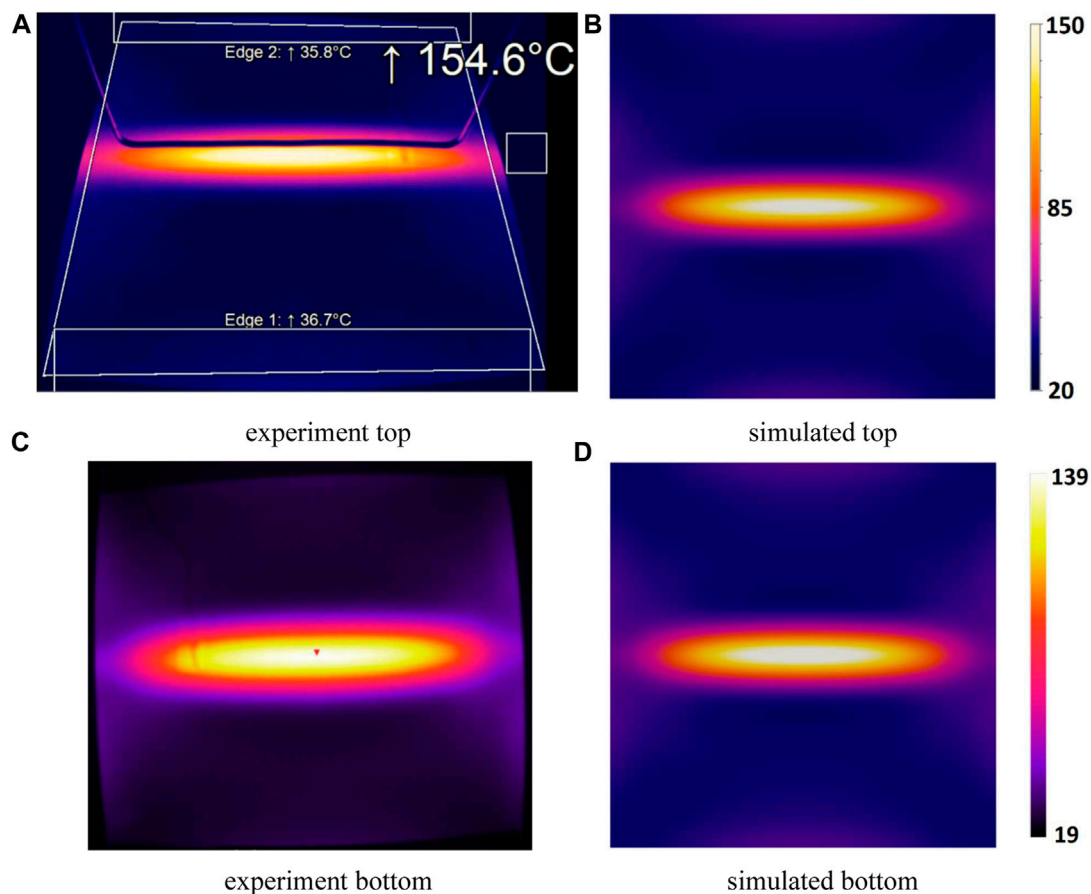 A
Edge 2: ↑ 35.8°C
↑ 154.6°C
Edge 1: ↑ 36.7°C
experiment top
B
150
85
20
simulated top
C
experiment bottom
D
139
19
simulated bottom